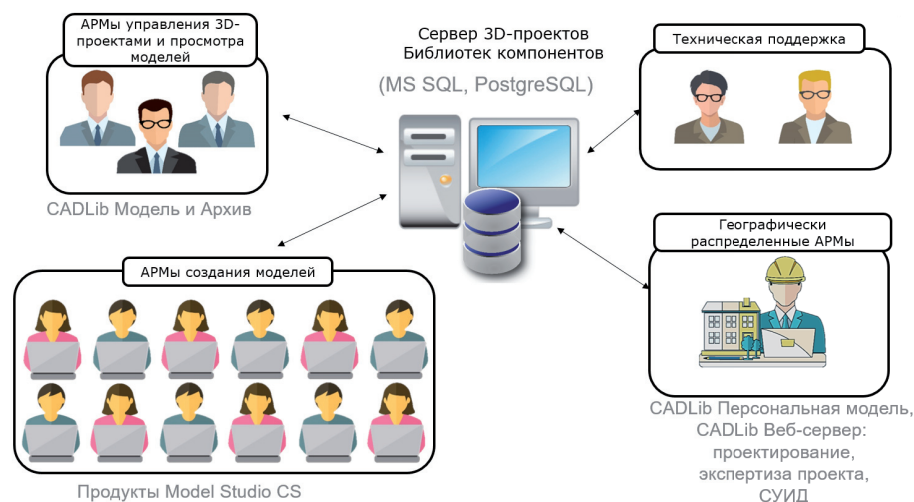 АРМы управления 3D-
проектами и просмотра
моделей
CADLib Модель и Архив
Сервер 3D-проектов
Библиотек компонентов
(MS SQL, PostgreSQL)
Техническая поддержка
АРМы создания моделей
Продукты Model Studio CS
Географически
распределенные АРМы
CADLib Персональная модель,
CADLib Веб-сервер:
проектирование,
экспертиза проекта,
СУИД